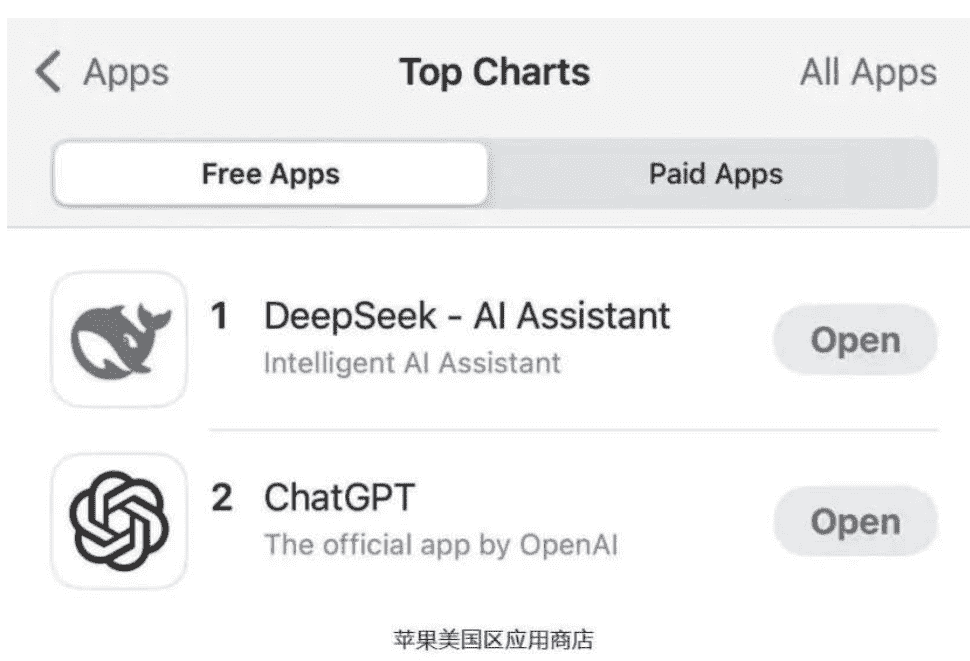 Apps Top Charts All Apps
Free Apps Paid Apps
1 DeepSeek - AI Assistant
Intelligent AI Assistant
Open
2 ChatGPT
The official app by OpenAI
Open
苹果美国区应用商店